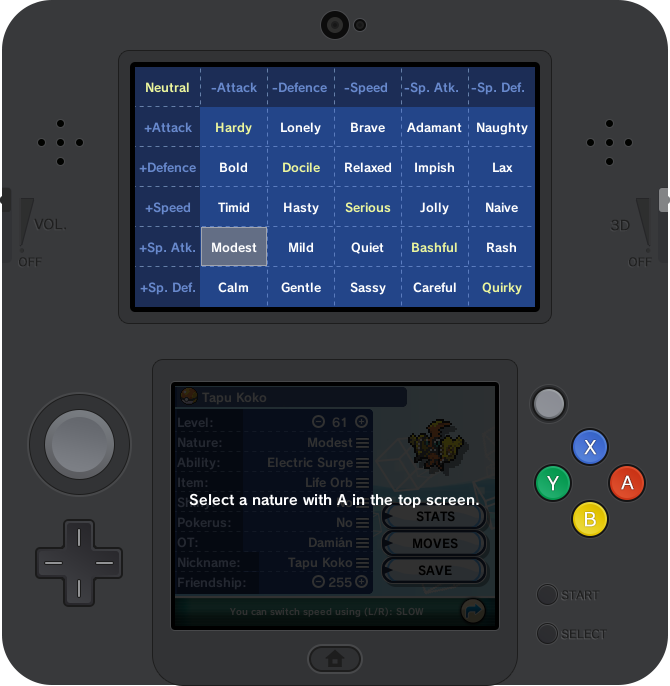 Neutral -Attack -Defence -Speed -Sp. Atk. -Sp. Def.
+Attack Hardy Lonely Brave Adamant Naughty
+Defence Bold Docile Relaxed Impish Lax
+Speed Timid Hasty Serious Jolly Naive
+Sp. Atk. Modest Mild Quiet Bashful Rash
+Sp. Def. Calm Gentle Sassy Careful Quirky
VOL.
OFF
3D
OFF
Tapu Koko
Level: 61
Nature: Modest
Ability: Electric Surge
Item: Life Orb
Select a nature with A in the top screen.
Pokerus: No
OT: Damián
Nickname: Tapu Koko
Friendship: 255
STATS
MOVES
SAVE
You can switch speed using (L/R): SLOW
X
Y
A
B
START
SELECT